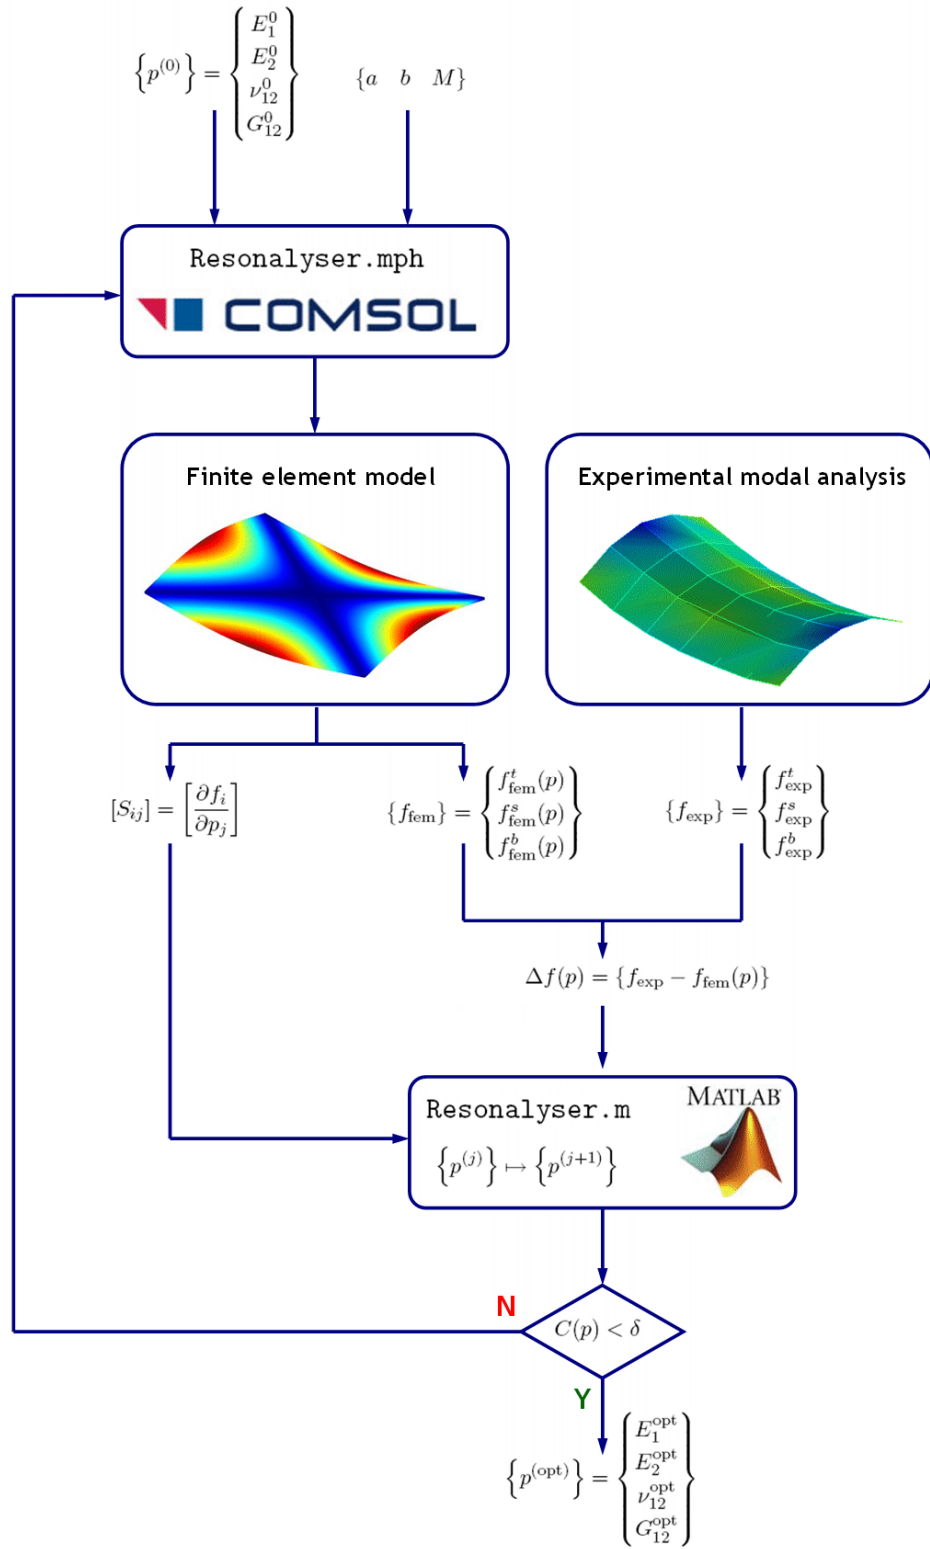 {p^(0)} = {E_1^0 E_2^0 ν_12^0 G_12^0}
{a b M}
Resonalyser.mph
COMSOL
Finite element model
Experimental modal analysis
[S_ij] = [∂f_i/∂p_j]
{f_fem} = {f_fem^t(p) f_fem^s(p) f_fem^b(p)}
{f_exp} = {f_exp^t f_exp^s f_exp^b}
Δf(p) = {f_exp − f_fem(p)}
MATLAB
Resonalyser.m
{p^(j)} ↦ {p^(j+1)}
N
C(p) < δ
Y
{p^(opt)} = {E_1^opt E_2^opt ν_12^opt G_12^opt}